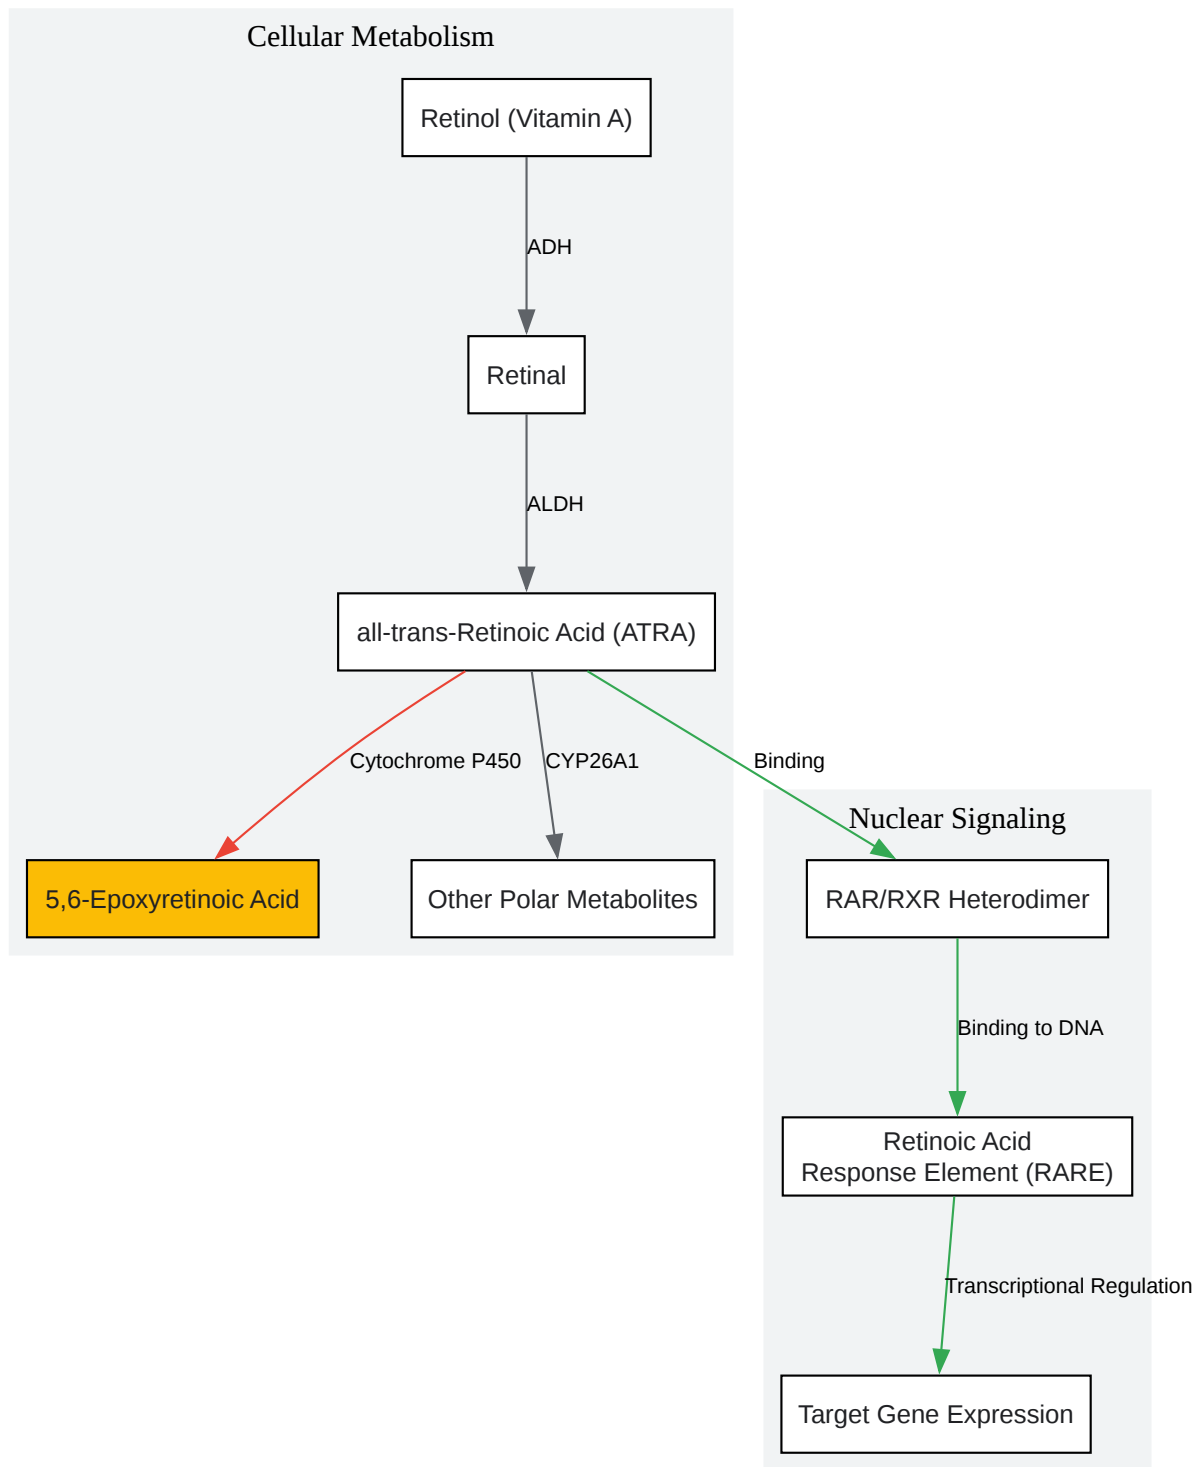 Cellular Metabolism
Retinol (Vitamin A)
ADH
Retinal
ALDH
all-trans-Retinoic Acid (ATRA)
Cytochrome P450
CYP26A1
Binding
5,6-Epoxyretinoic Acid
Other Polar Metabolites
Nuclear Signaling
RAR/RXR Heterodimer
Binding to DNA
Retinoic Acid
Response Element (RARE)
Transcriptional Regulation
Target Gene Expression